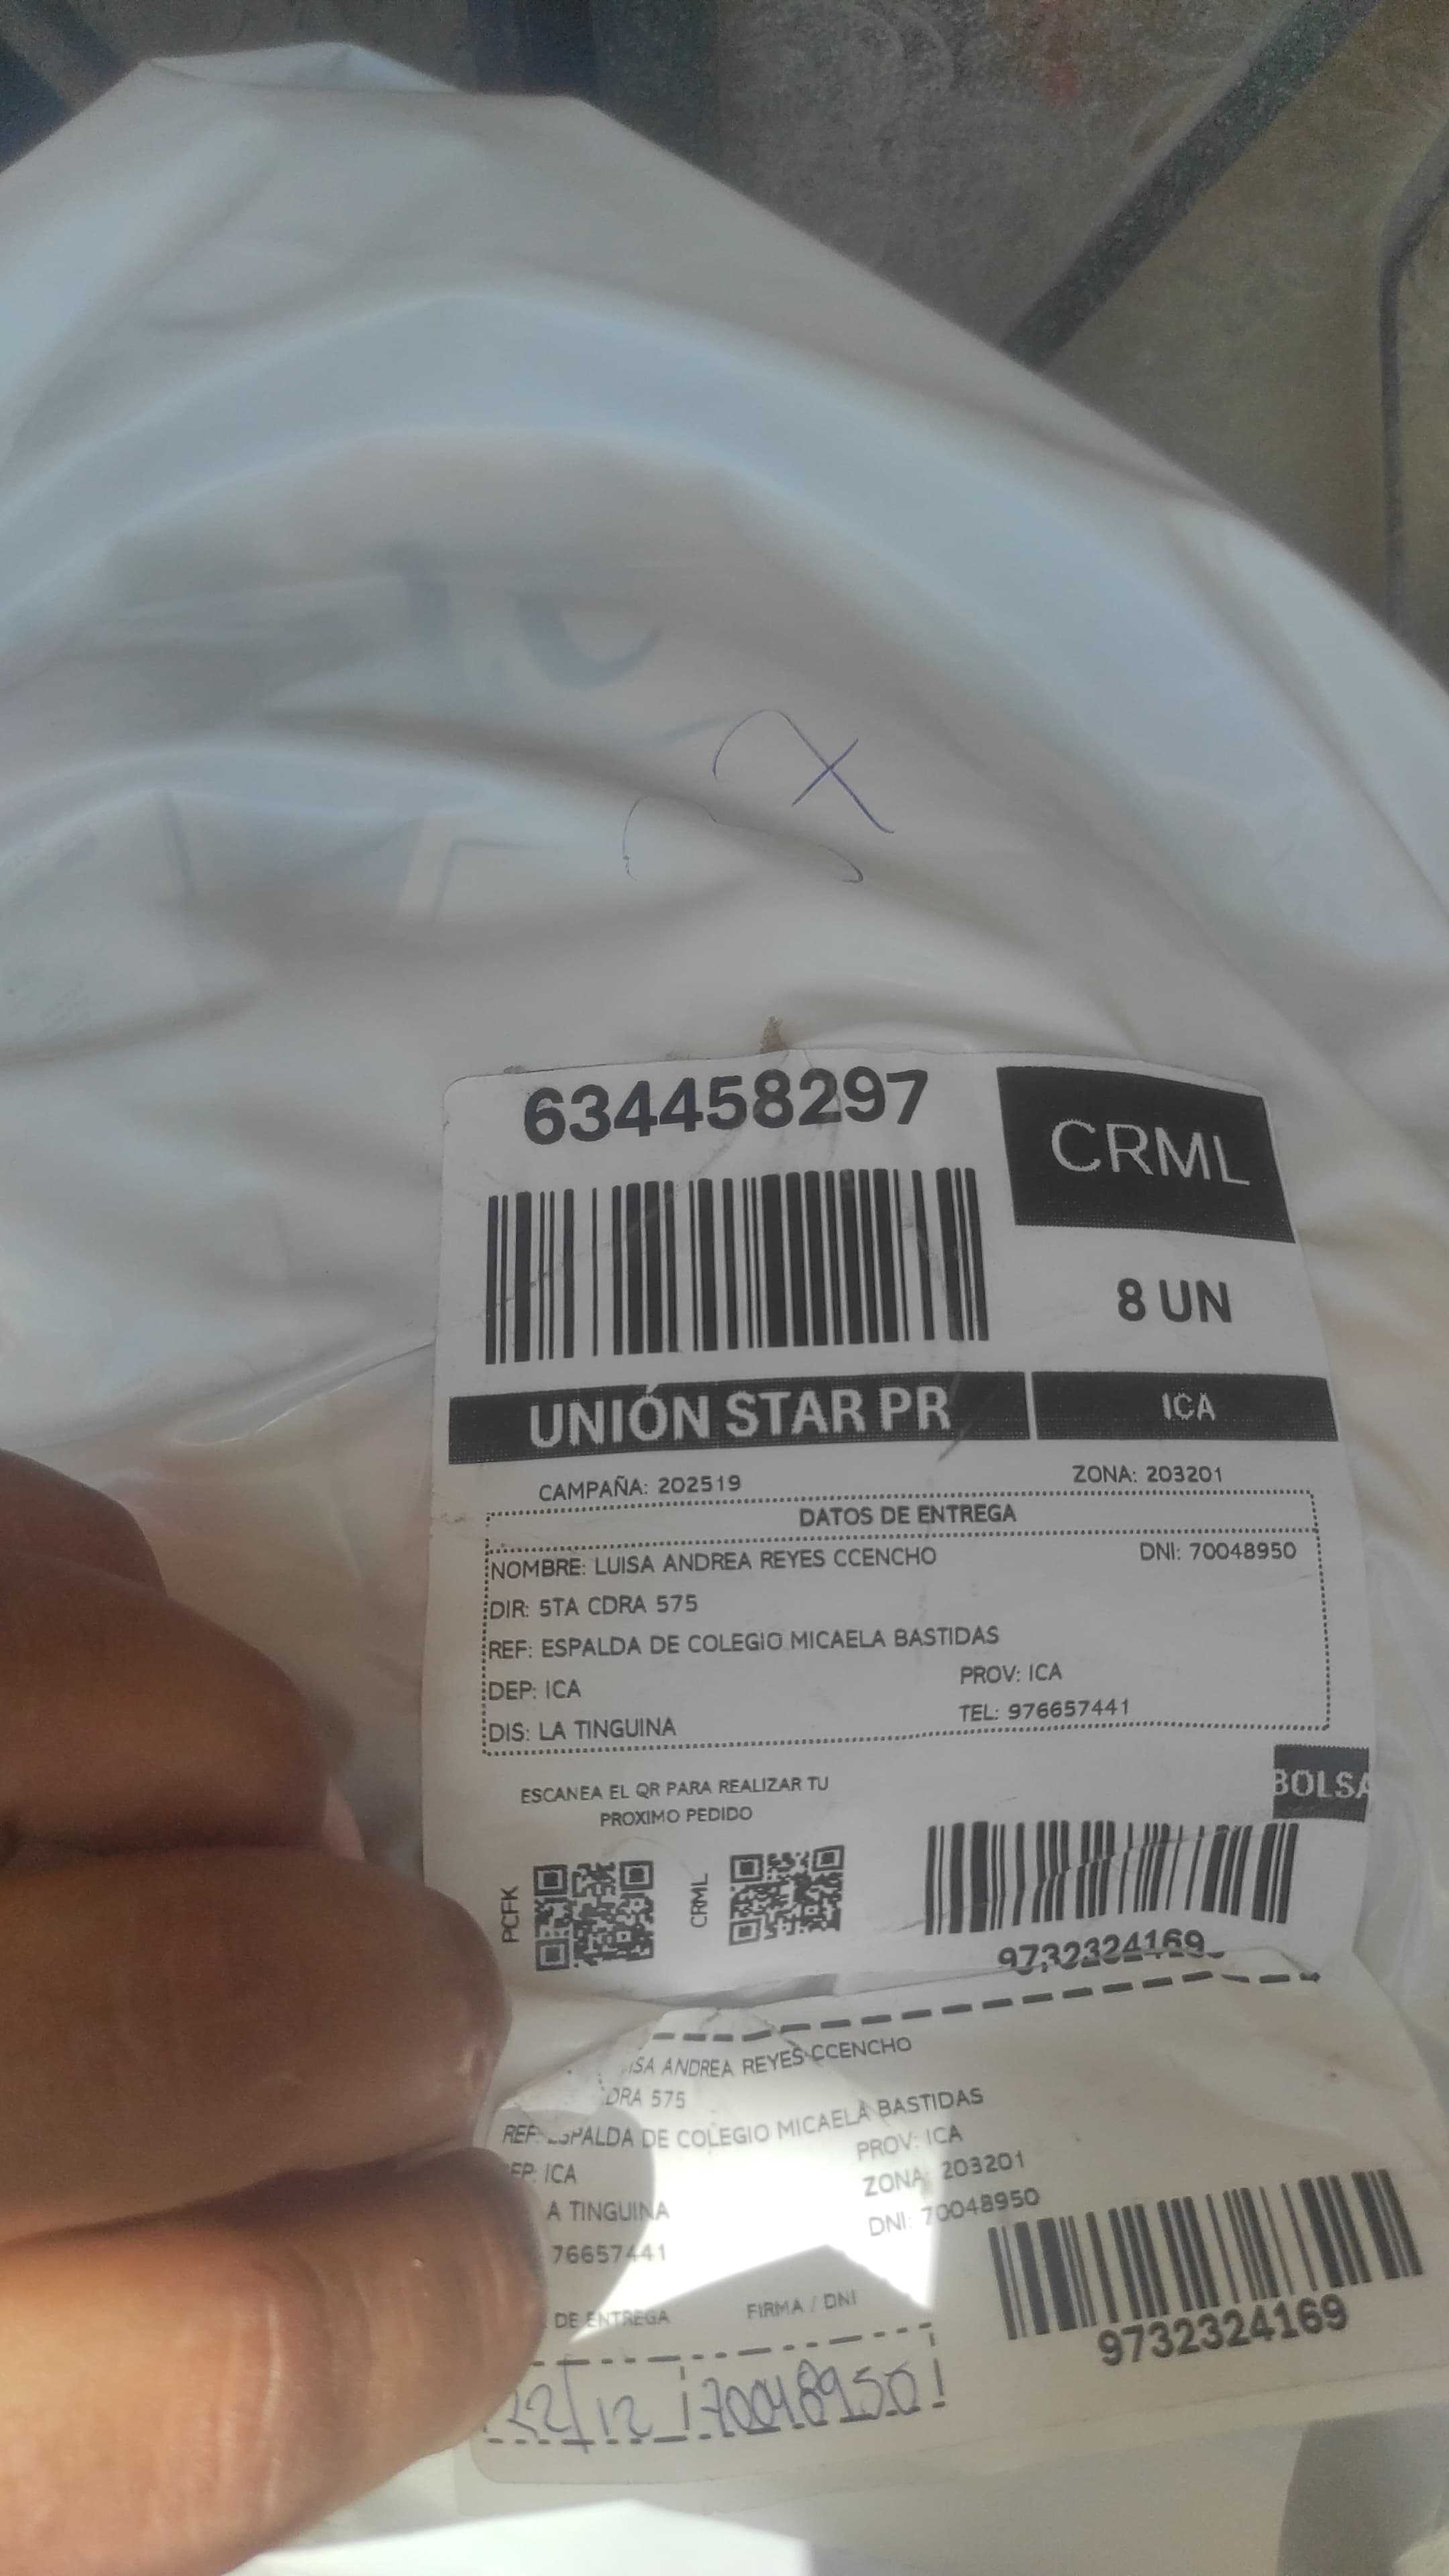 634458297
CRML
8 UN
UNIÓN STAR PR
ICA
CAMPAÑA: 202519
ZONA: 203201
DATOS DE ENTREGA
NOMBRE: LUISA ANDREA REYES CCENCHO
DNI: 70048950
DIR: 5TA CDRA 575
REF: ESPALDA DE COLEGIO MICAELA BASTIDAS
DEP: ICA
PROV: ICA
DIS: LA TINGUINA
TEL: 976657441
ESCANEA EL QR PARA REALIZAR TU
PROXIMO PEDIDO
BOLSA
PCFK
CRML
9732324169
ISA ANDREA REYES CCENCHO
DRA 575
REF: ESPALDA DE COLEGIO MICAELA BASTIDAS
EP: ICA
PROV: ICA
ZONA: 203201
A TINGUINA
DNI: 70048950
76657441
DE ENTREGA
FIRMA / DNI
22/12
70048950
9732324169